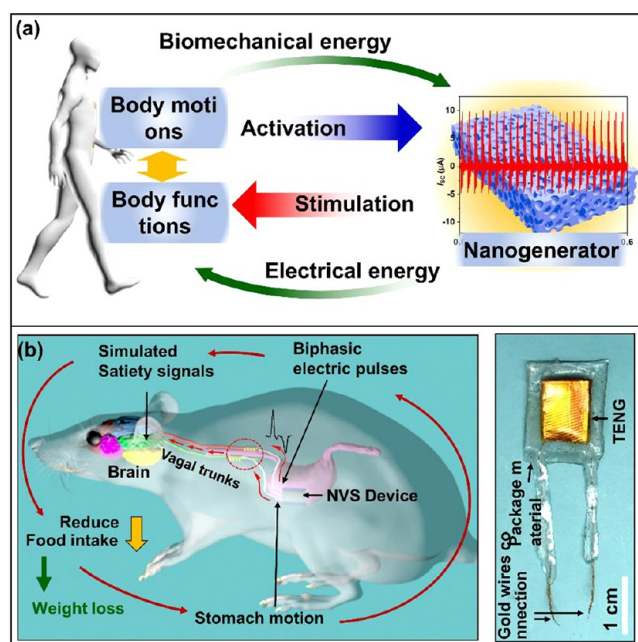 (a)
Biomechanical energy
Body moti
ons
Activation
Body func
tions
Stimulation
Electrical energy
10
5
0
-5
-10
I_SC (μA)
0.
0.6
Nanogenerator
(b)
Simulated
Satiety signals
Biphasic
electric pulses
Brain
Vagal trunks
NVS Device
Reduce
Food intake
Weight loss
Stomach motion
TENG
Package m
aterial
Gold wires co
nnection
1 cm